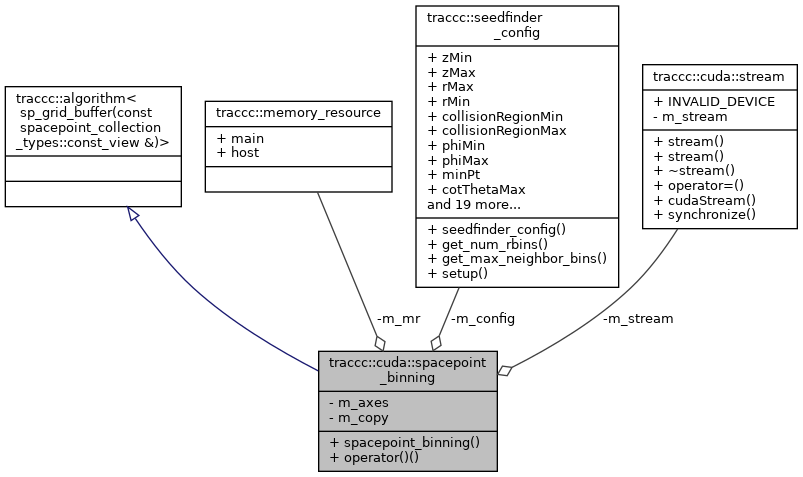 traccc::algorithm<
sp_grid_buffer(const
spacepoint_collection
_types::const_view &)>
traccc::memory_resource
+ main
+ host
traccc::seedfinder
_config
+ zMin
+ zMax
+ rMax
+ rMin
+ collisionRegionMin
+ collisionRegionMax
+ phiMin
+ phiMax
+ minPt
+ cotThetaMax
and 19 more...
+ seedfinder_config()
+ get_num_rbins()
+ get_max_neighbor_bins()
+ setup()
traccc::cuda::stream
+ INVALID_DEVICE
- m_stream
+ stream()
+ stream()
+ ~stream()
+ operator=()
+ cudaStream()
+ synchronize()
-m_mr
-m_config
-m_stream
traccc::cuda::spacepoint
_binning
- m_axes
- m_copy
+ spacepoint_binning()
+ operator()()